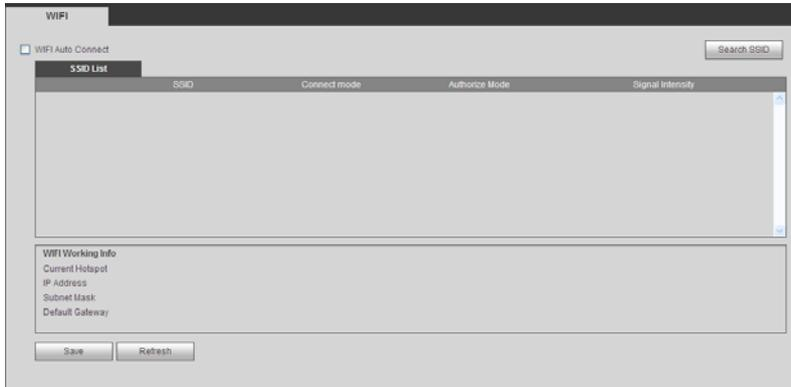 WIFI
WIFI Auto Connect
Search SSID
SSID List
SSID Connect mode Authorize Mode Signal Intensity
WIFI Working Info
Current Hotspot
IP Address
Subnet Mask
Default Gateway
Save Refresh